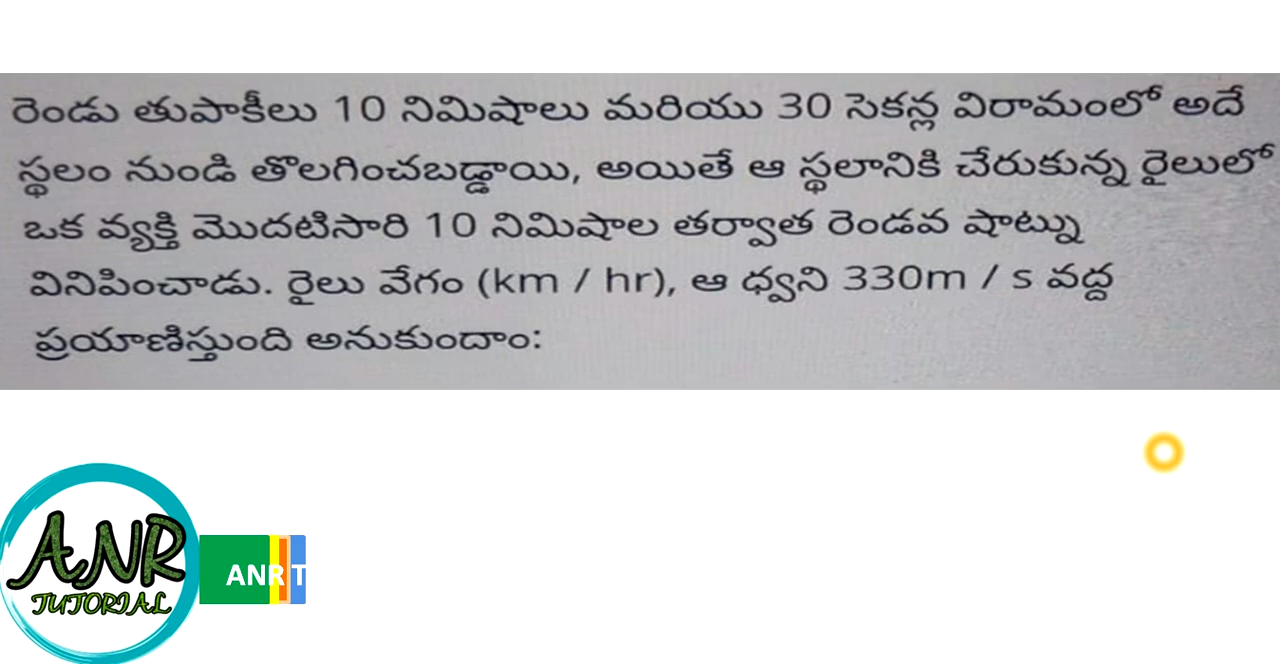 రెండు తుపాకీలు 10 నిమిషాలు మరియు 30 సెకన్ల విరామంలో అదే
స్థలం నుండి తొలగించబడ్డాయి, అయితే ఆ స్థలానికి చేరుకున్న రైలులో
ఒక వ్యక్తి మొదటిసారి 10 నిమిషాల తర్వాత రెండవ షాట్ను
వినిపించాడు. రైలు వేగం (km / hr), ఆ ధ్వని 330m / s వద్ద
ప్రయాణిస్తుంది అనుకుందాం:
ANR
TUTORIAL
ANR T